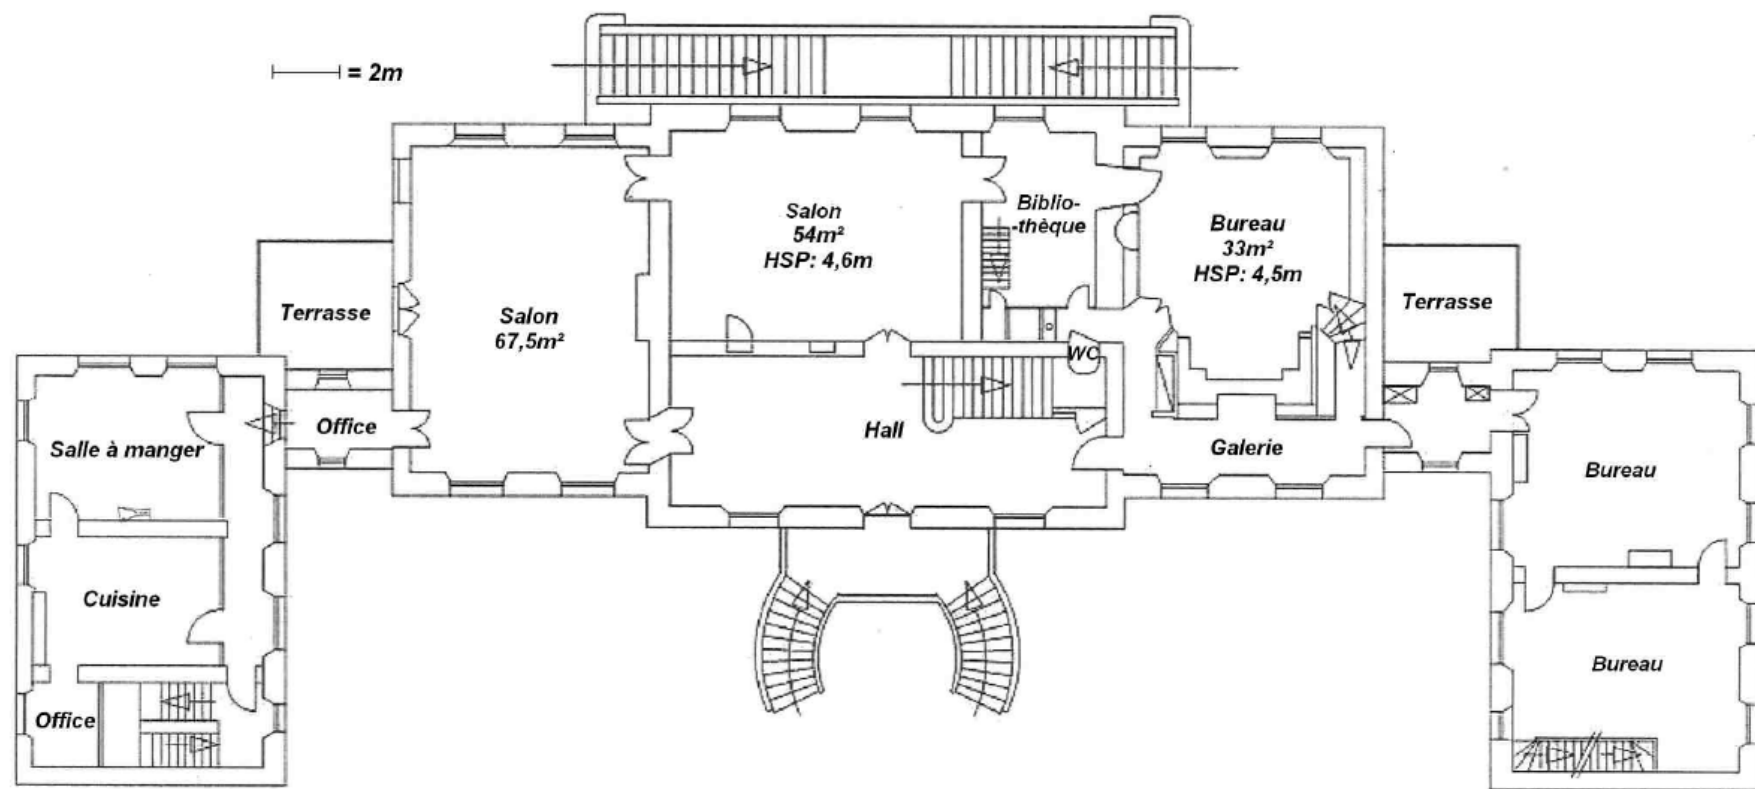 = 2m
Salon
54m²
HSP: 4,6m
Biblio-
-thèque
Bureau
33m²
HSP: 4,5m
Terrasse
Salon
67,5m²
Terrasse
WC
Office
Hall
Salle à manger
Galerie
Bureau
Cuisine
Bureau
Office